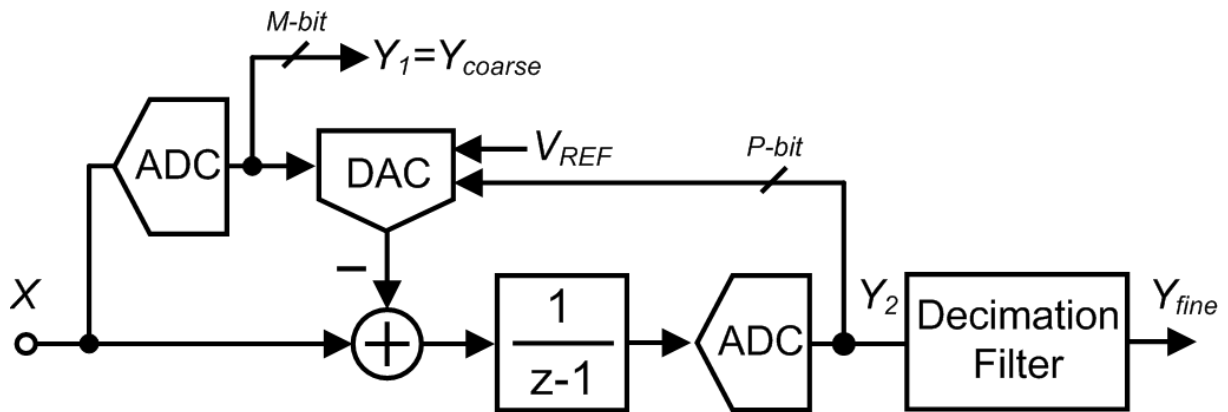 M-bit
Y1=Ycoarse
ADC
DAC
VREF
P-bit
X
+
1
z-1
ADC
Y2
Decimation
Filter
Yfine